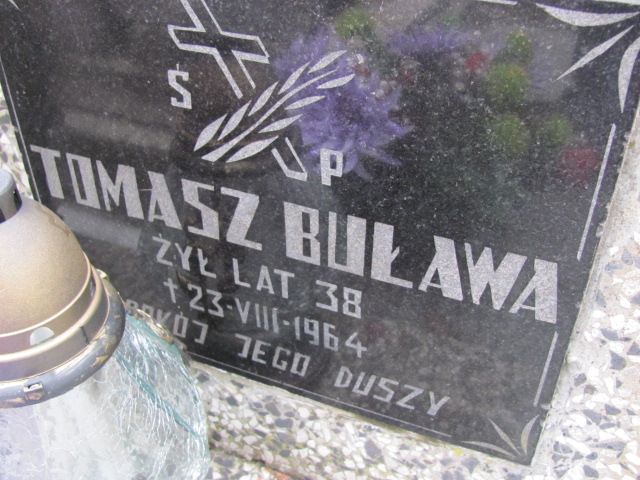 Ś P
TOMASZ BUŁAWA
ŻYŁ LAT 38
† 23-VIII-1964
POKÓJ JEGO DUSZY